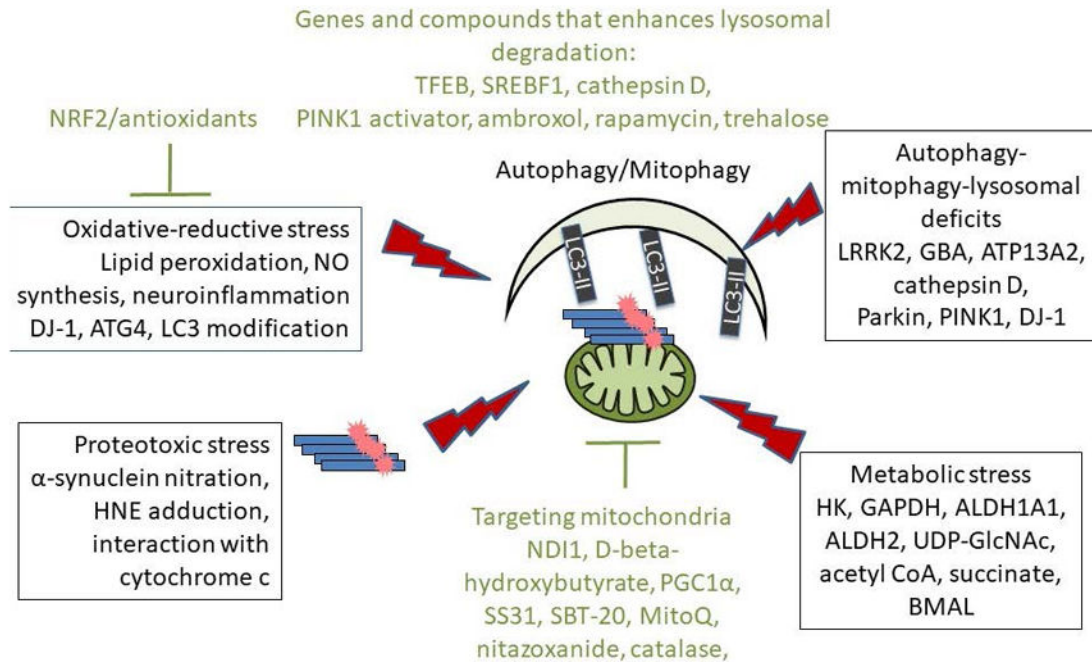 Genes and compounds that enhances lysosomal
degradation:
TFEB, SREBF1, cathepsin D,
PINK1 activator, ambroxol, rapamycin, trehalose
NRF2/antioxidants
Oxidative-reductive stress
Lipid peroxidation, NO
synthesis, neuroinflammation
DJ-1, ATG4, LC3 modification
Autophagy/Mitophagy
LC3-II
LC3-II
LC3-II
Autophagy-
mitophagy-lysosomal
deficits
LRRK2, GBA, ATP13A2,
cathepsin D,
Parkin, PINK1, DJ-1
Proteotoxic stress
α-synuclein nitration,
HNE adduction,
interaction with
cytochrome c
Targeting mitochondria
NDI1, D-beta-
hydroxybutyrate, PGC1α,
SS31, SBT-20, MitoQ,
nitazoxanide, catalase,
Metabolic stress
HK, GAPDH, ALDH1A1,
ALDH2, UDP-GlcNAc,
acetyl CoA, succinate,
BMAL